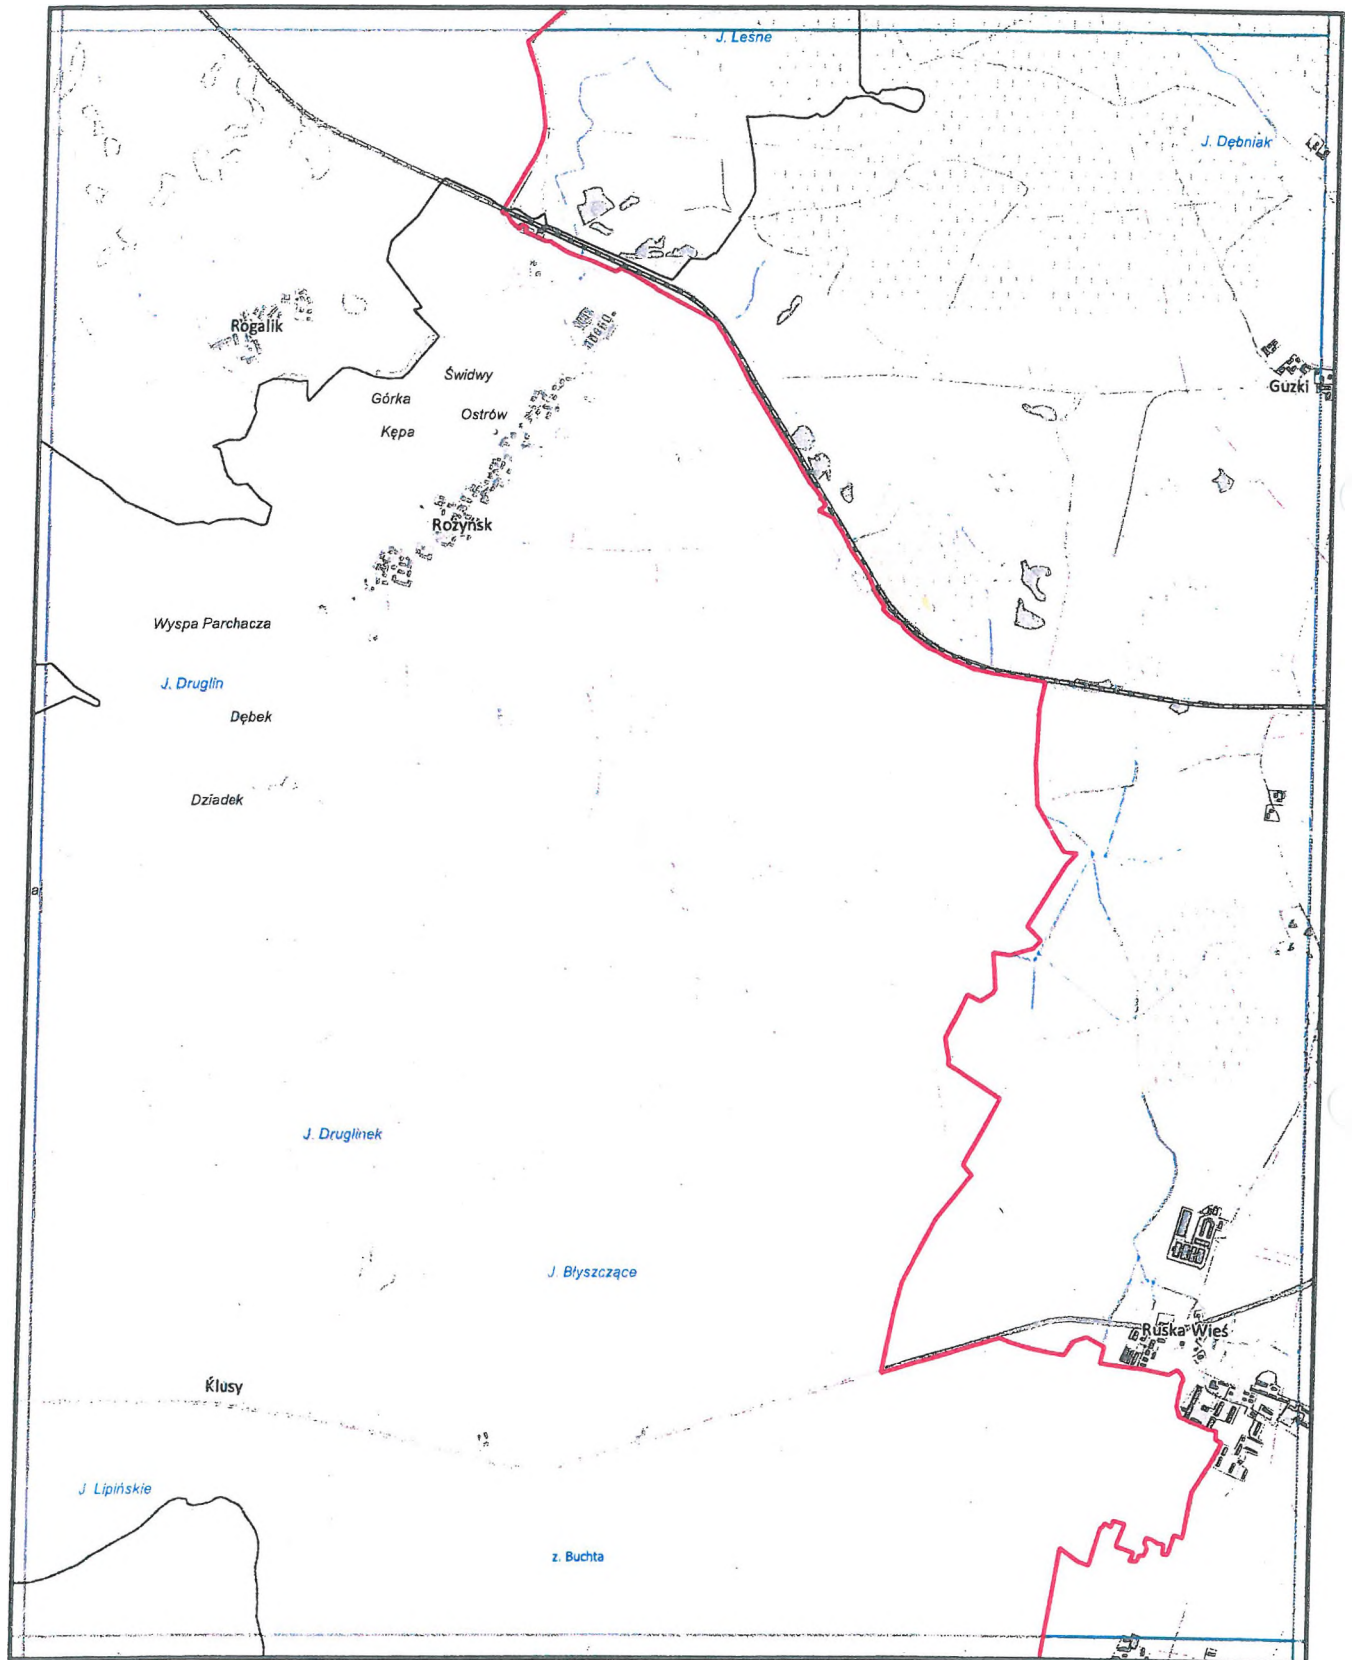 J. Leśne
J. Dębniak
Rogalik
Świdwy
Guzki
Górka
Ostrów
Kępa
Rożyńsk
Wyspa Parchacza
J. Druglin
Dębek
Dziadek
a
J. Druglinek
J. Błyszczące
Ruska Wieś
Klusy
J. Lipińskie
z. Buchta